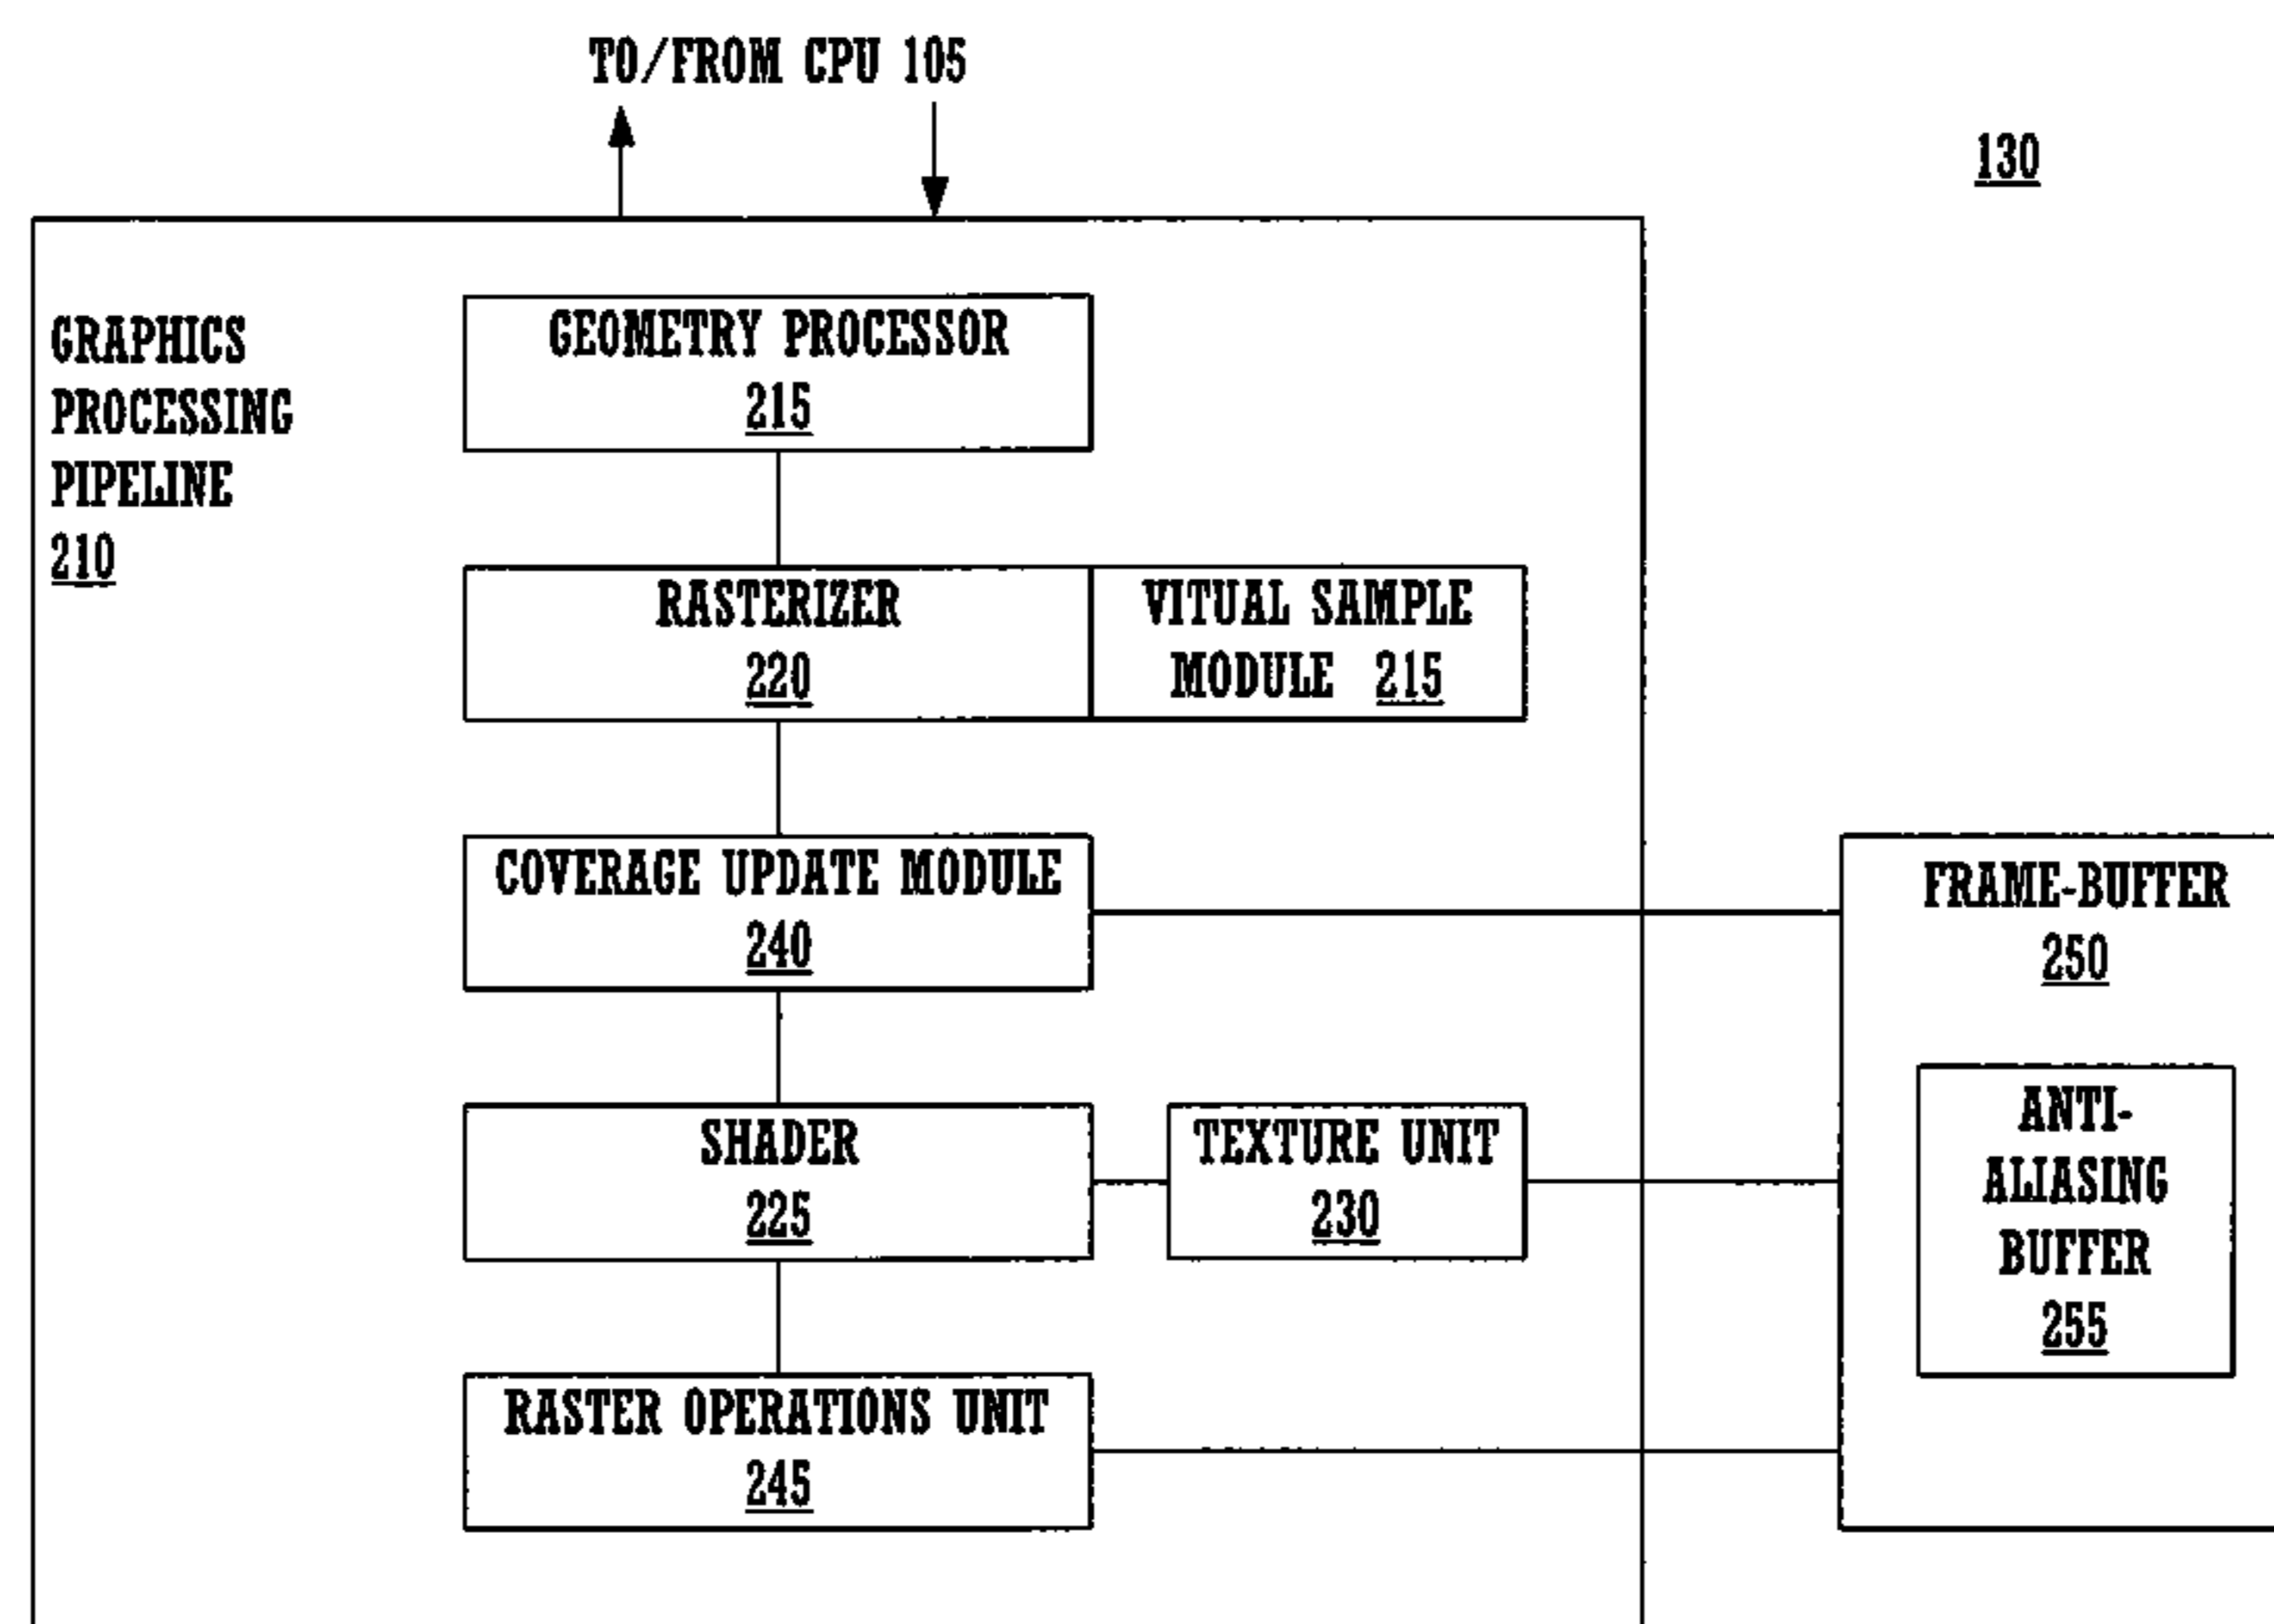 TO/FROM CPU 105
130
GRAPHICS
PROCESSING
PIPELINE
210
GEOMETRY PROCESSOR
215
RASTERIZER
220
VITUAL SAMPLE
MODULE 215
COVERAGE UPDATE MODULE
240
SHADER
225
TEXTURE UNIT
230
RASTER OPERATIONS UNIT
245
FRAME-BUFFER
250
ANTI-
ALIASING
BUFFER
255